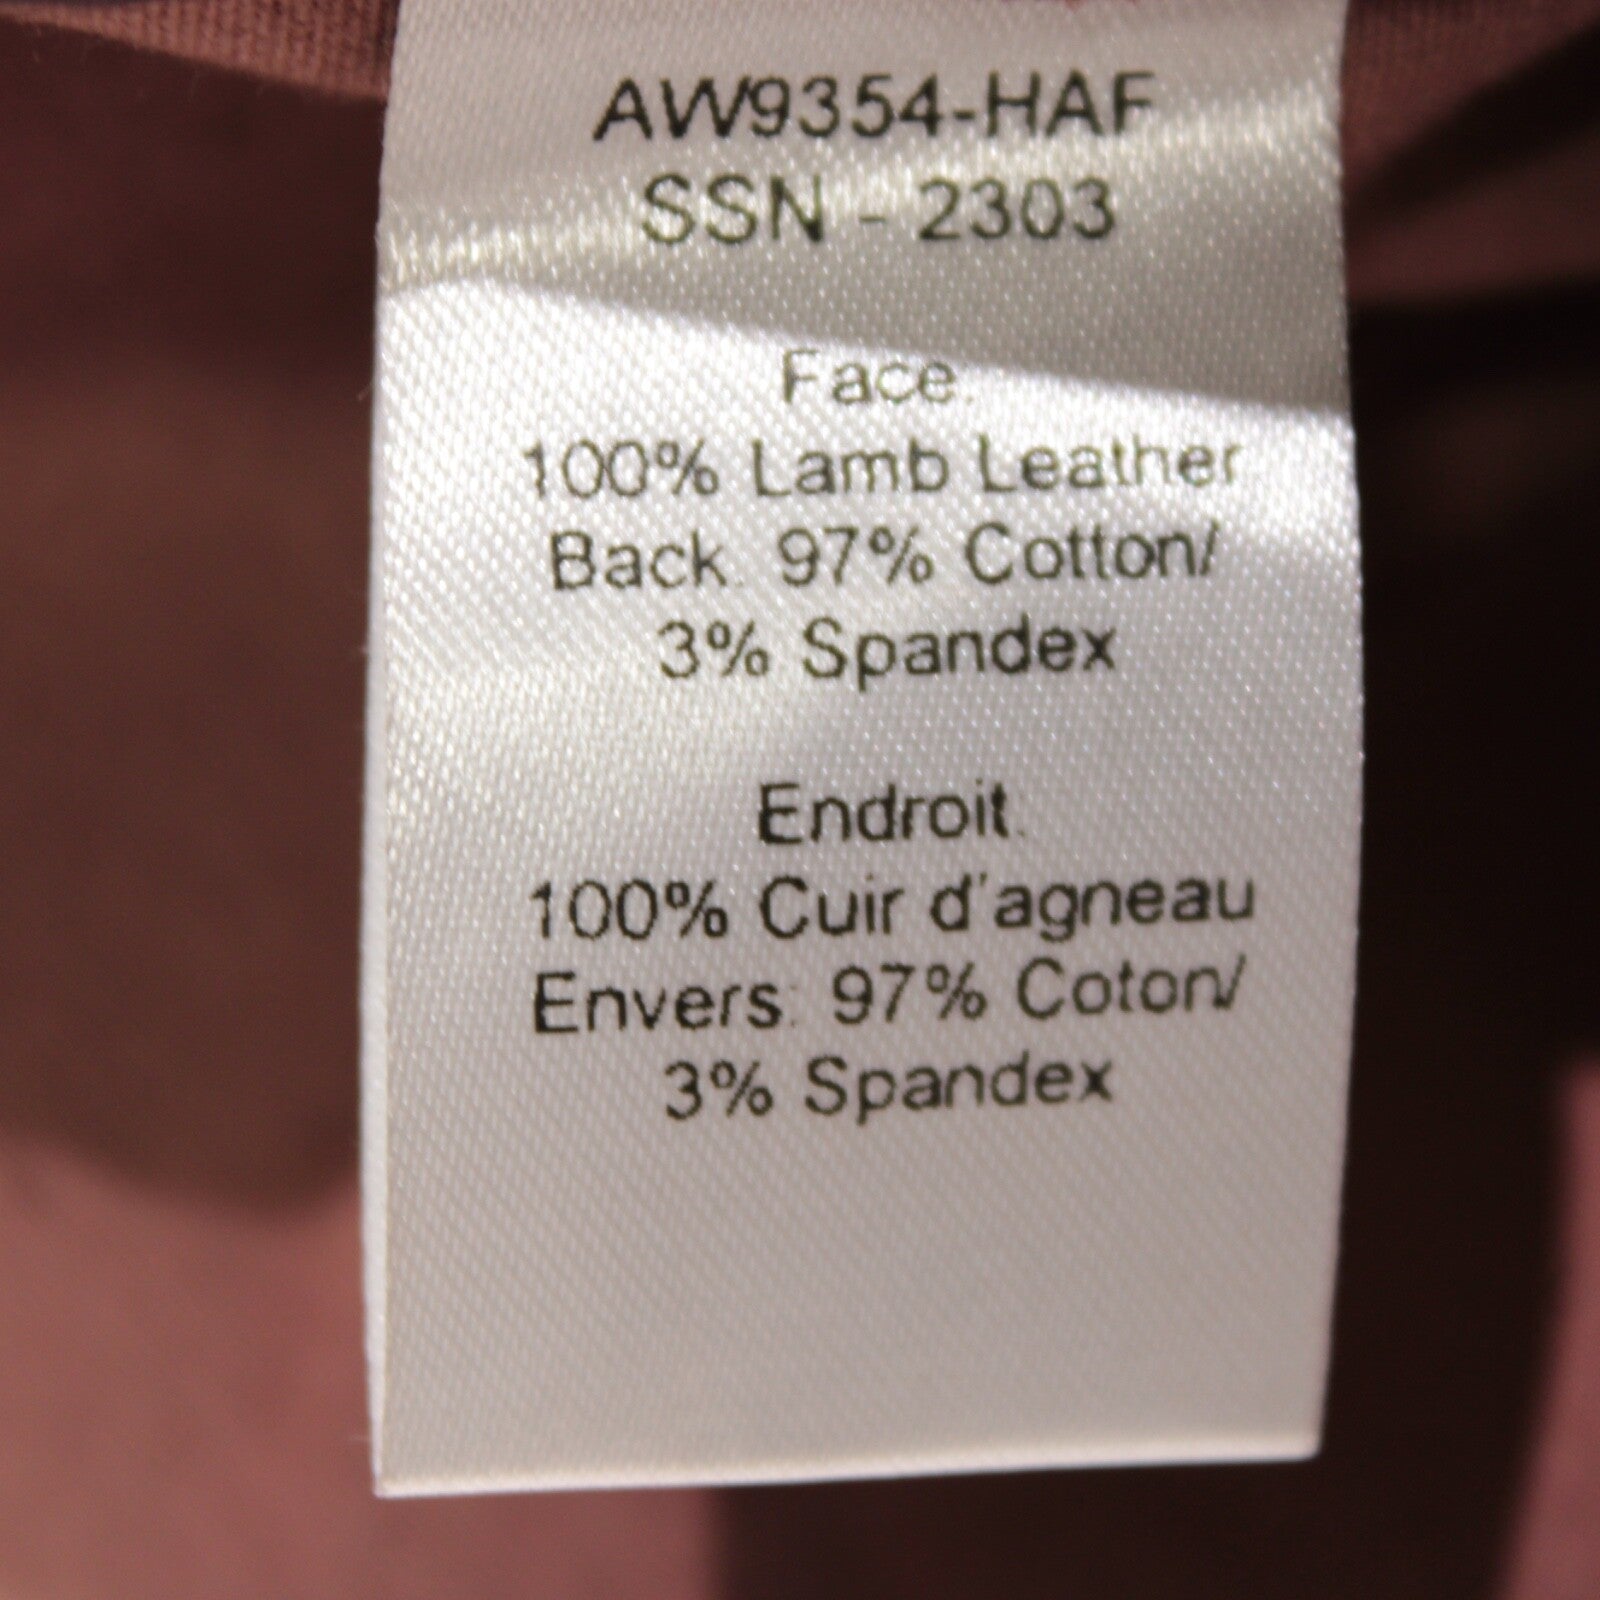 AW9354-HAF
SSN - 2303
Face:
100% Lamb Leather
Back: 97% Cotton/
3% Spandex
Endroit:
100% Cuir d'agneau
Envers: 97% Coton/
3% Spandex